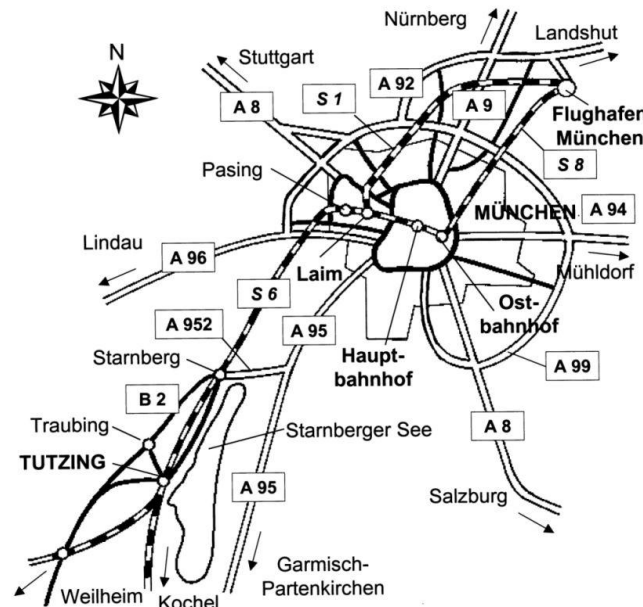 Nürnberg
N
Landshut
Stuttgart
A 92
S 1
A 9
A 8
Flughafen
München
S 8
Pasing
MÜNCHEN
A 94
Lindau
A 96
Laim
Mühldorf
S 6
Ost-
bahnhof
A 952
A 95
Haupt-
bahnhof
Starnberg
A 99
B 2
Traubing
Starnberger See
A 8
TUTZING
A 95
Salzburg
Garmisch-
Partenkirchen
Weilheim
Kochel